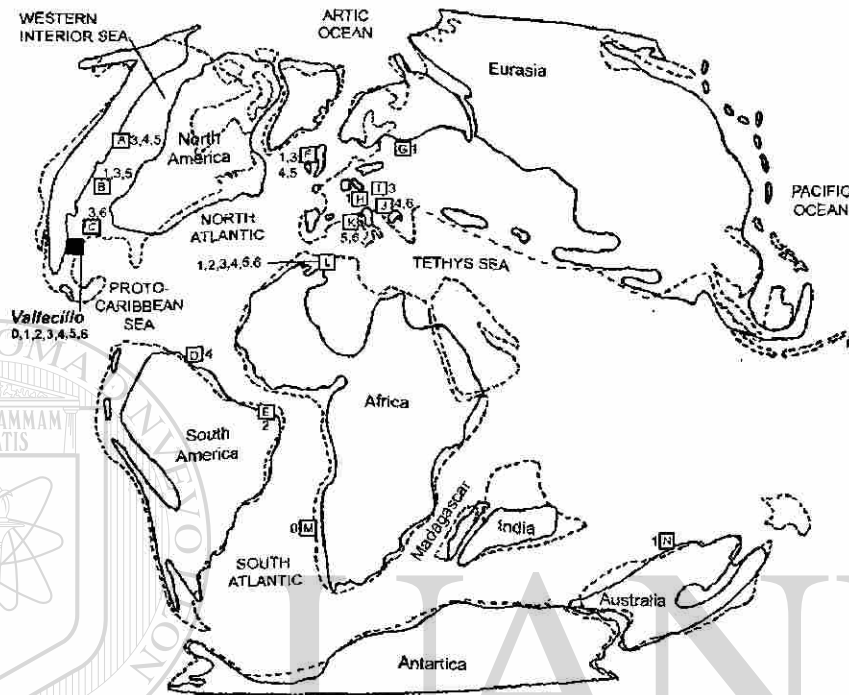 WESTERN
INTERIOR SEA
ARTIC
OCEAN
Eurasia
A 3,4,5
North
America
1,3
4,5
F
G 1
1,3,5
B
I 3
1 H
J 4,6
PACIFIC
OCEAN
3,6
C
NORTH
ATLANTIC
K
5,6
1,2,3,4,5,6
L
TETHYS SEA
PROTO-
CARIBBEAN
SEA
Vallecillo
0,1,2,3,4,5,6
D 4
Africa
E
2
South
America
0 M
Madagascar
India
1 N
SOUTH
ATLANTIC
Australia
Antartica